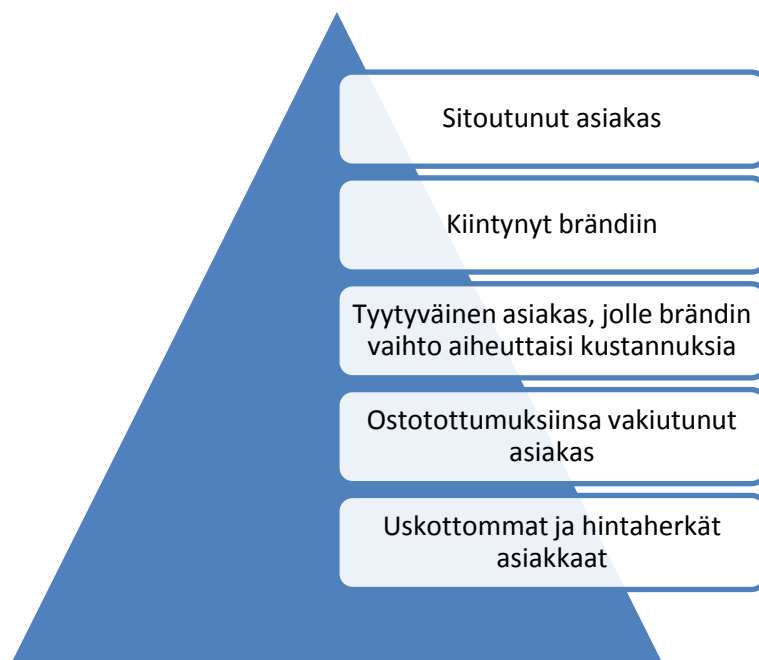 Sitoutunut asiakas
Kiintynyt brändiin
Tyytyväinen asiakas, jolle brändin
vaihto aiheuttaisi kustannuksia
Ostotottumuksiinsa vakiutunut
asiakas
Uskottommat ja hintaherkät
asiakkaat